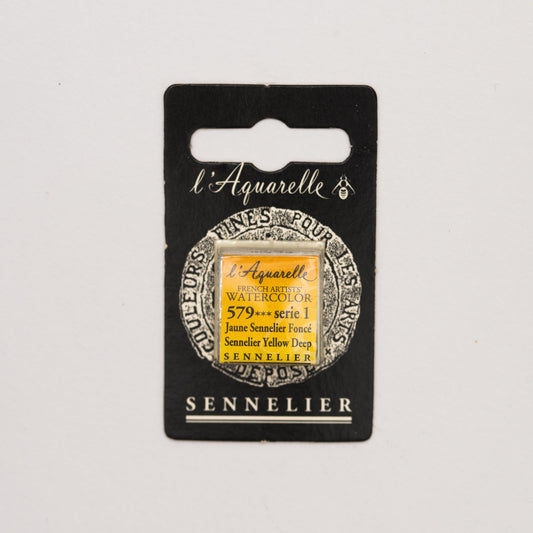 l'Aquarelle
COULEURS FINES POUR LES ARTS
DEPOSE
l'Aquarelle
FRENCH ARTISTS'
WATERCOLOR
579*** serie 1
Jaune Sennelier Foncé
Sennelier Yellow Deep
SENNELIER
SENNELIER